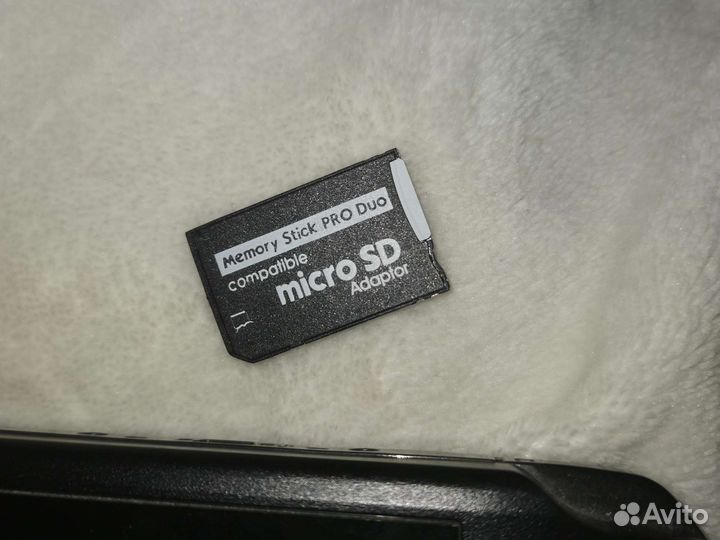 Memory Stick PRO Duo
compatible
micro SD
Adaptor
Avito